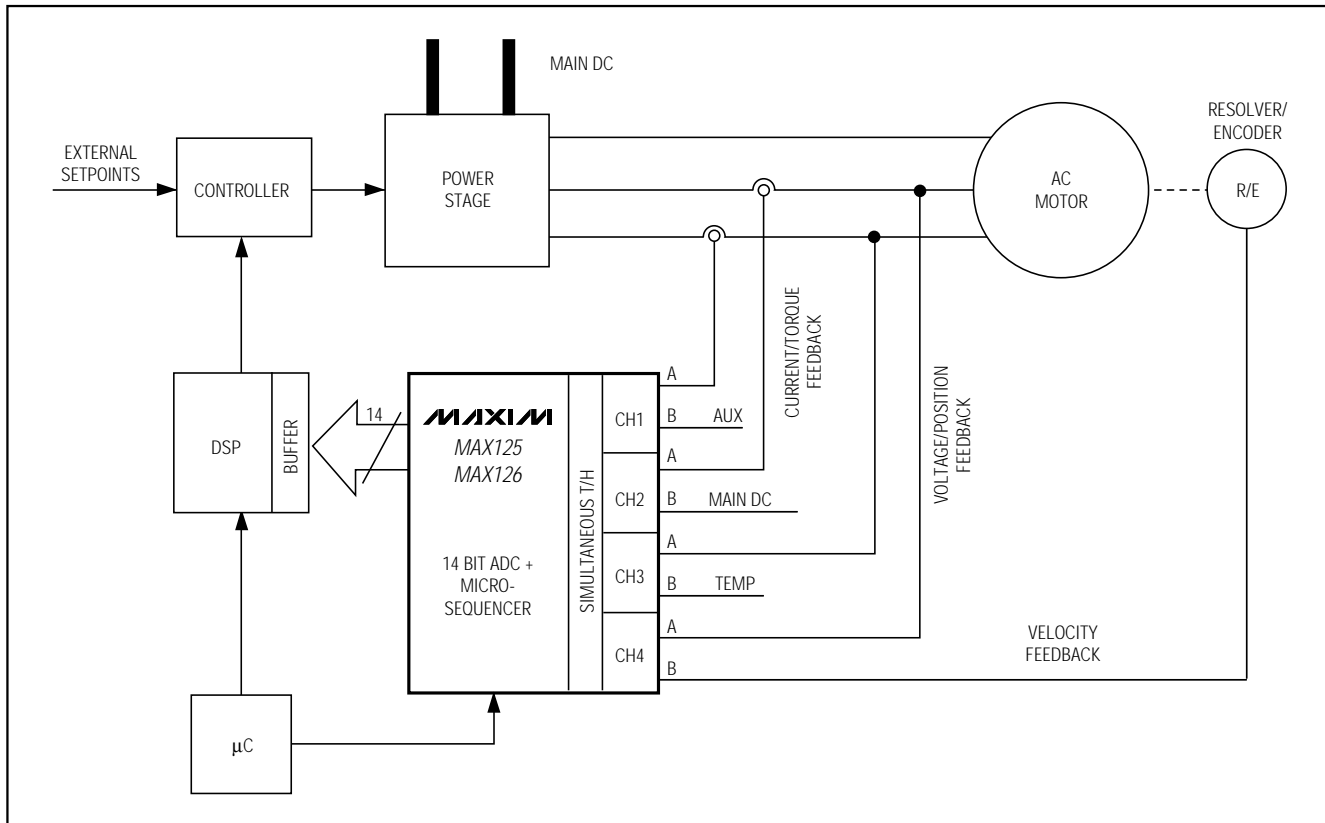 MAIN DC
EXTERNAL
SETPOINTS
CONTROLLER
POWER
STAGE
AC
MOTOR
RESOLVER/
ENCODER
R/E
CURRENT/TORQUE
FEEDBACK
VOLTAGE/POSITION
FEEDBACK
DSP
BUFFER
14
MAXIM
MAX125
MAX126
14 BIT ADC +
MICRO-
SEQUENCER
SIMULTANEOUS T/H
CH1
CH2
CH3
CH4
A
B AUX
A
B MAIN DC
A
B TEMP
A
B
VELOCITY
FEEDBACK
µC